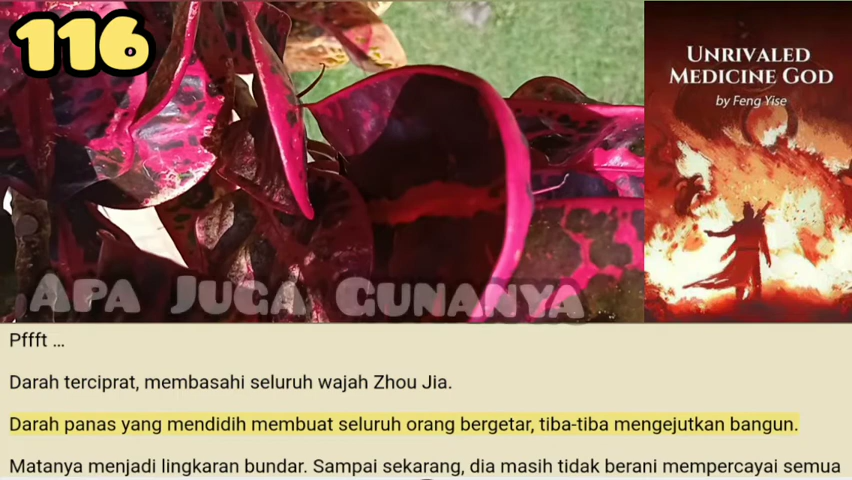 116
UNRIVALED
MEDICINE GOD
by Feng Yise
APA JUGA GUNANYA
Pffft ...
Darah terciprat, membasahi seluruh wajah Zhou Jia.
Darah panas yang mendidih membuat seluruh orang bergetar, tiba-tiba mengejutkan bangun.
Matanya menjadi lingkaran bundar. Sampai sekarang, dia masih tidak berani mempercayai semua